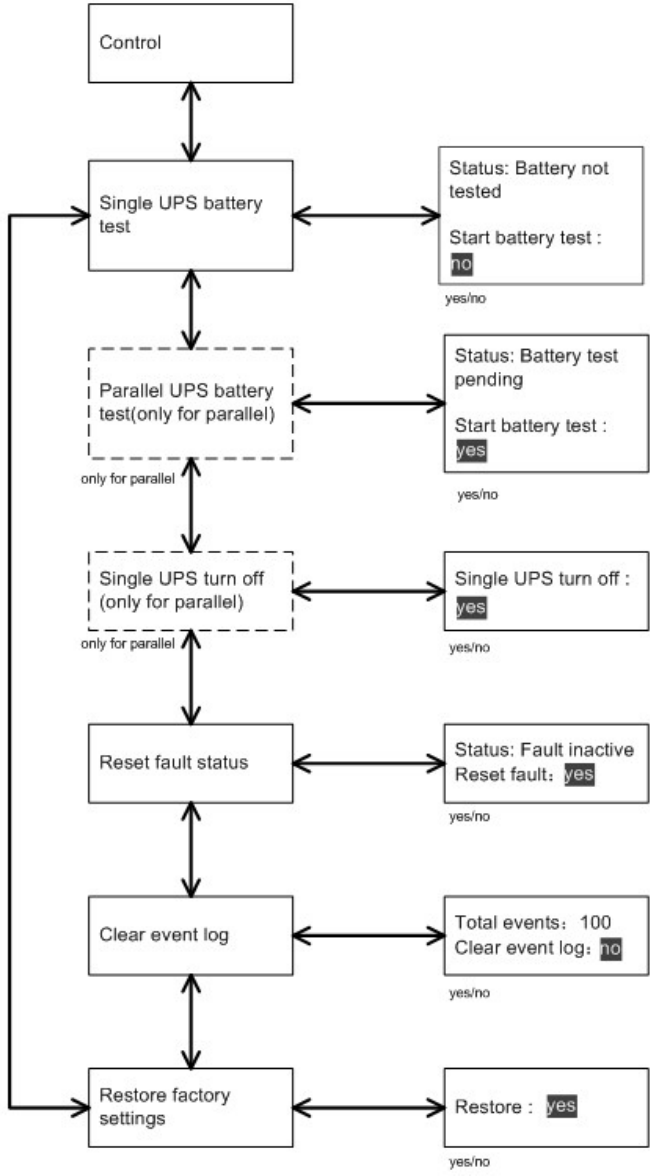 Control
Single UPS battery
test
Status: Battery not
tested
Start battery test :
no
yes/no
Parallel UPS battery
test(only for parallel)
only for parallel
Status: Battery test
pending
Start battery test :
yes
yes/no
Single UPS turn off
(only for parallel)
only for parallel
Single UPS turn off :
yes
yes/no
Reset fault status
Status: Fault inactive
Reset fault： yes
yes/no
Clear event log
Total events： 100
Clear event log： no
yes/no
Restore factory
settings
Restore : yes
yes/no